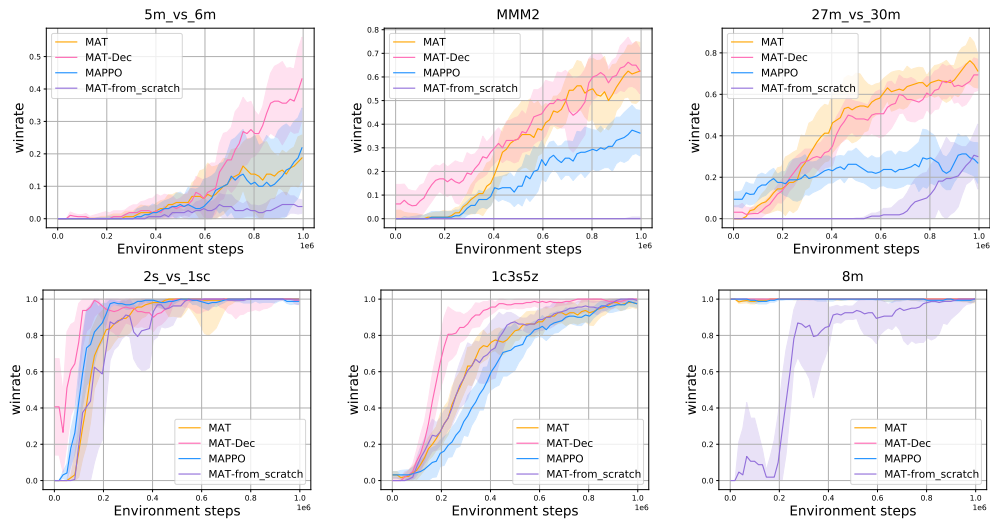 5m_vs_6m
MAT
MAT-Dec
MAPPO
MAT-from_scratch
winrate
0.5
0.4
0.3
0.2
0.1
0.0
0.0 0.2 0.4 0.6 0.8 1.0
1e6
Environment steps
MMM2
MAT
MAT-Dec
MAPPO
MAT-from_scratch
winrate
0.8
0.7
0.6
0.5
0.4
0.3
0.2
0.1
0.0
0.0 0.2 0.4 0.6 0.8 1.0
1e6
Environment steps
27m_vs_30m
MAT
MAT-Dec
MAPPO
MAT-from_scratch
winrate
0.8
0.6
0.4
0.2
0.0
0.0 0.2 0.4 0.6 0.8 1.0
1e6
Environment steps
2s_vs_1sc
winrate
1.0
0.8
0.6
0.4
0.2
0.0
MAT
MAT-Dec
MAPPO
MAT-from_scratch
0.0 0.2 0.4 0.6 0.8 1.0
1e6
Environment steps
1c3s5z
winrate
1.0
0.8
0.6
0.4
0.2
0.0
MAT
MAT-Dec
MAPPO
MAT-from_scratch
0.0 0.2 0.4 0.6 0.8 1.0
1e6
Environment steps
8m
winrate
1.0
0.8
0.6
0.4
0.2
0.0
MAT
MAT-Dec
MAPPO
MAT-from_scratch
0.0 0.2 0.4 0.6 0.8 1.0
1e6
Environment steps